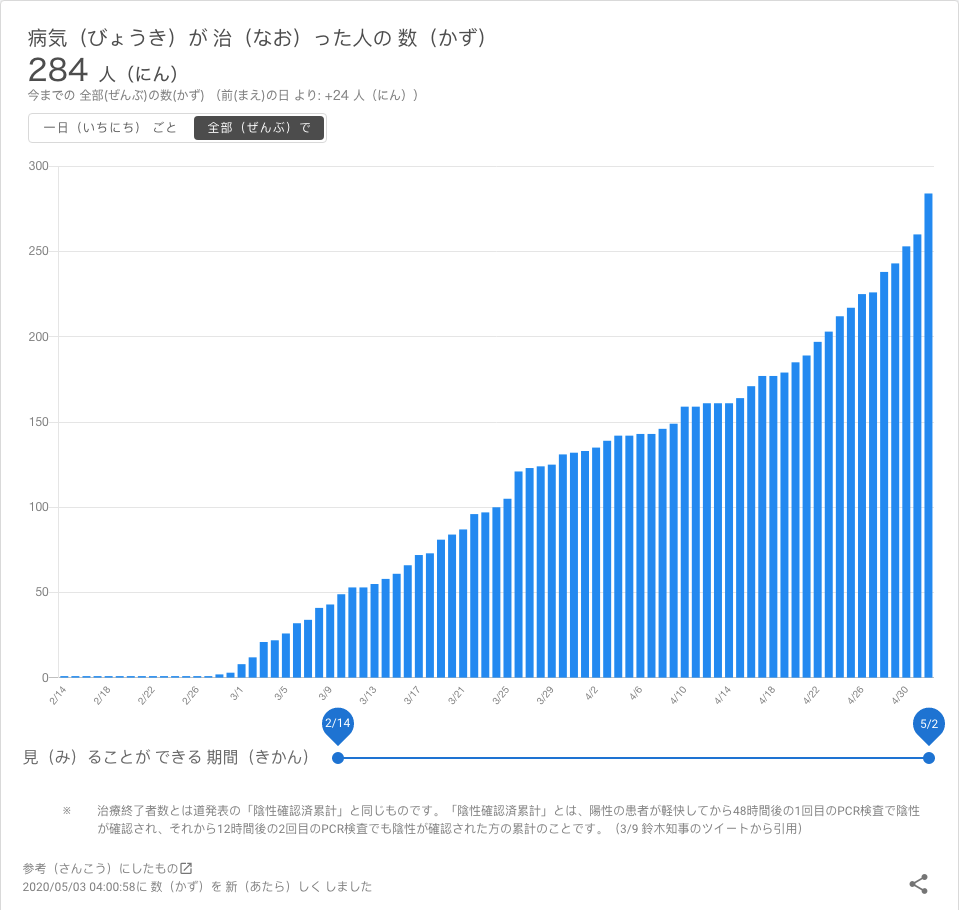 病気（びょうき）が 治（なお）った人の 数（かず）
284 人（にん）
今までの 全部(ぜんぶ)の数(かず) （前(まえ)の日 より: +24 人（にん））
一日（いちにち） ごと 全部（ぜんぶ）で
300
250
200
150
100
50
0
2/14 2/18 2/22 2/26 3/1 3/5 3/9 3/13 3/17 3/21 3/25 3/29 4/2 4/6 4/10 4/14 4/18 4/22 4/26 4/30
2/14 5/2
見（み）ることが できる 期間（きかん）
※ 治療終了者数とは道発表の「陰性確認済累計」と同じものです。「陰性確認済累計」とは、陽性の患者が軽快してから48時間後の1回目のPCR検査で陰性
が確認され、それから12時間後の2回目のPCR検査でも陰性が確認された方の累計のことです。（3/9 鈴木知事のツイートから引用）
参考（さんこう）にしたもの
2020/05/03 04:00:58に 数（かず）を 新（あたら）しく しました